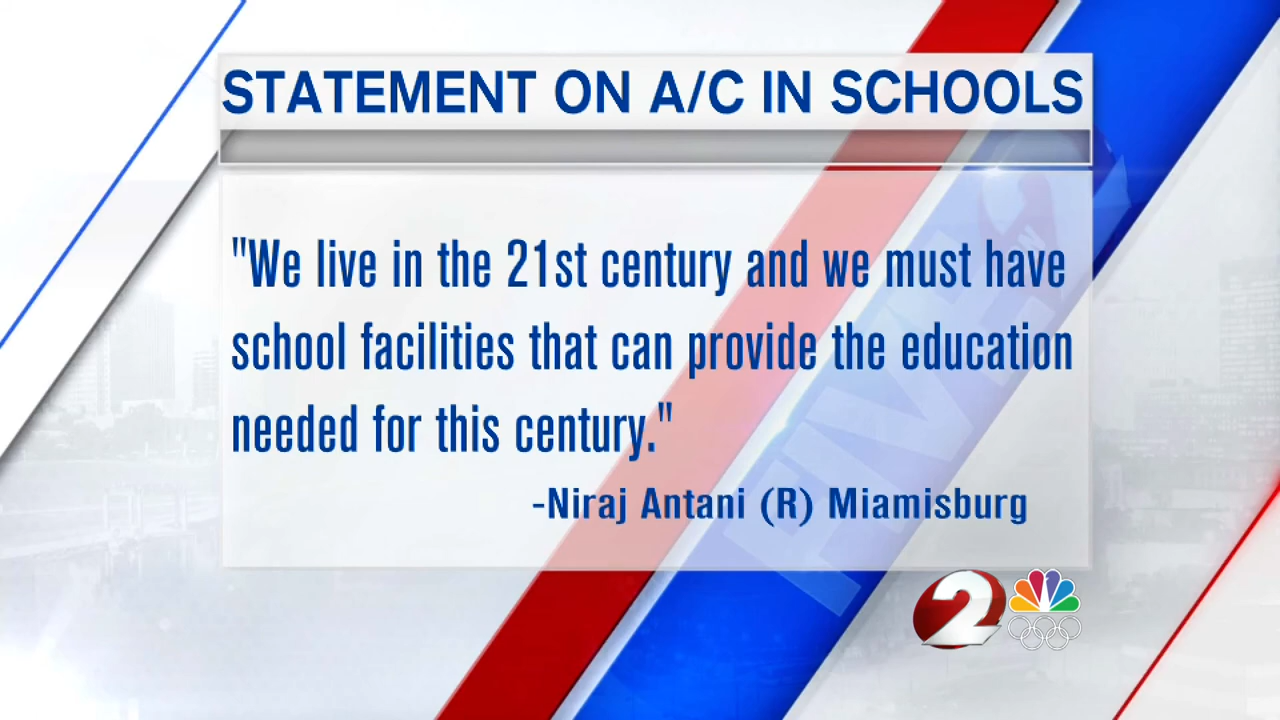 STATEMENT ON A/C IN SCHOOLS
"We live in the 21st century and we must have
school facilities that can provide the education
needed for this century."
-Niraj Antani (R) Miamisburg
FIVE
2